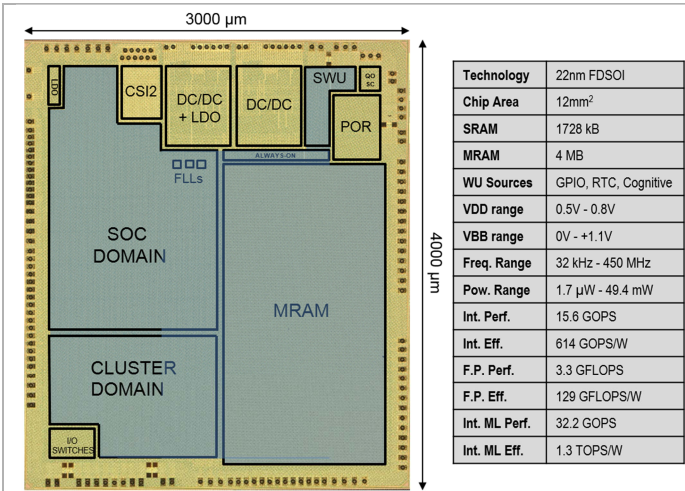 3000 µm
4000 µm
LDO
CSI2
DC/DC
+ LDO
DC/DC
SWU
QO
SC
POR
ALWAYS-ON
FLLs
SOC
DOMAIN
MRAM
CLUSTER
DOMAIN
I/O
SWITCHES
Technology 22nm FDSOI
Chip Area 12mm²
SRAM 1728 kB
MRAM 4 MB
WU Sources GPIO, RTC, Cognitive
VDD range 0.5V - 0.8V
VBB range 0V - +1.1V
Freq. Range 32 kHz - 450 MHz
Pow. Range 1.7 µW - 49.4 mW
Int. Perf. 15.6 GOPS
Int. Eff. 614 GOPS/W
F.P. Perf. 3.3 GFLOPS
F.P. Eff. 129 GFLOPS/W
Int. ML Perf. 32.2 GOPS
Int. ML Eff. 1.3 TOPS/W